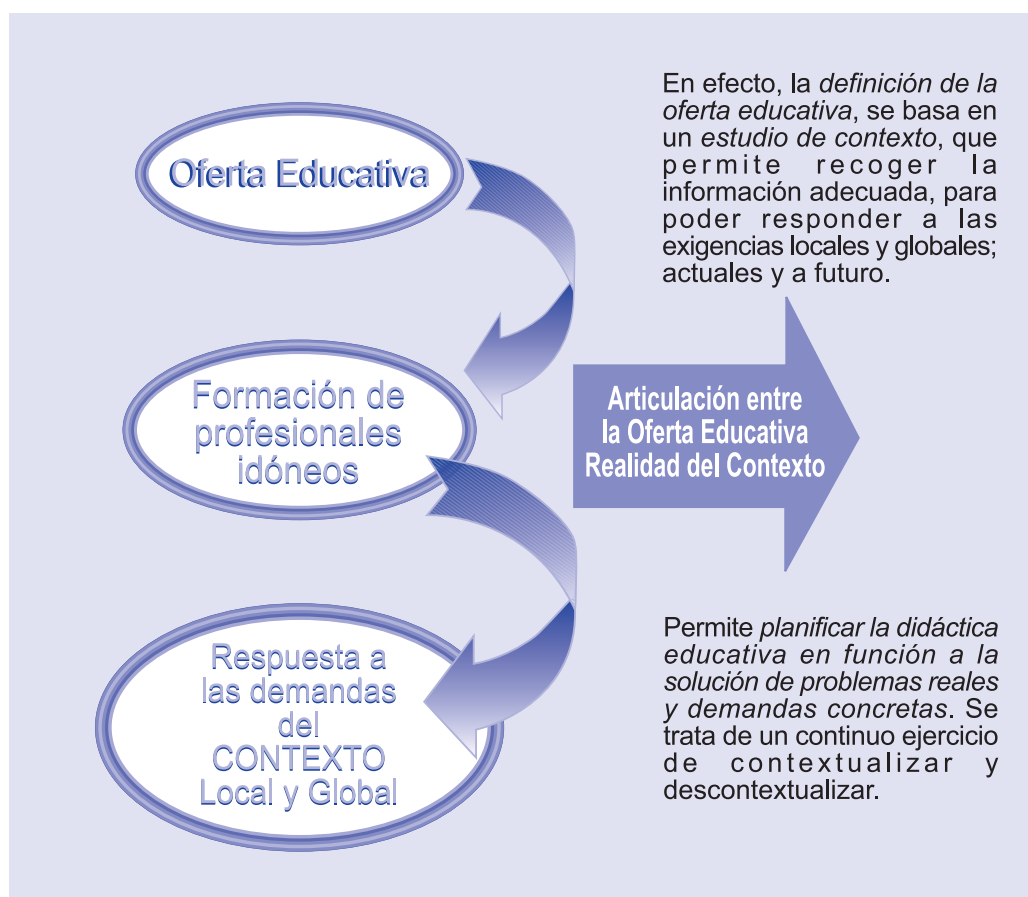 Oferta Educativa
En efecto, la definición de la
oferta educativa, se basa en
un estudio de contexto, que
permite recoger la
información adecuada, para
poder responder a las
exigencias locales y globales;
actuales y a futuro.
Formación de
profesionales
idóneos
Articulación entre
la Oferta Educativa
Realidad del Contexto
Respuesta a
las demandas
del
CONTEXTO
Local y Global
Permite planificar la didáctica
educativa en función a la
solución de problemas reales
y demandas concretas. Se
trata de un continuo ejercicio
de contextualizar y
descontextualizar.